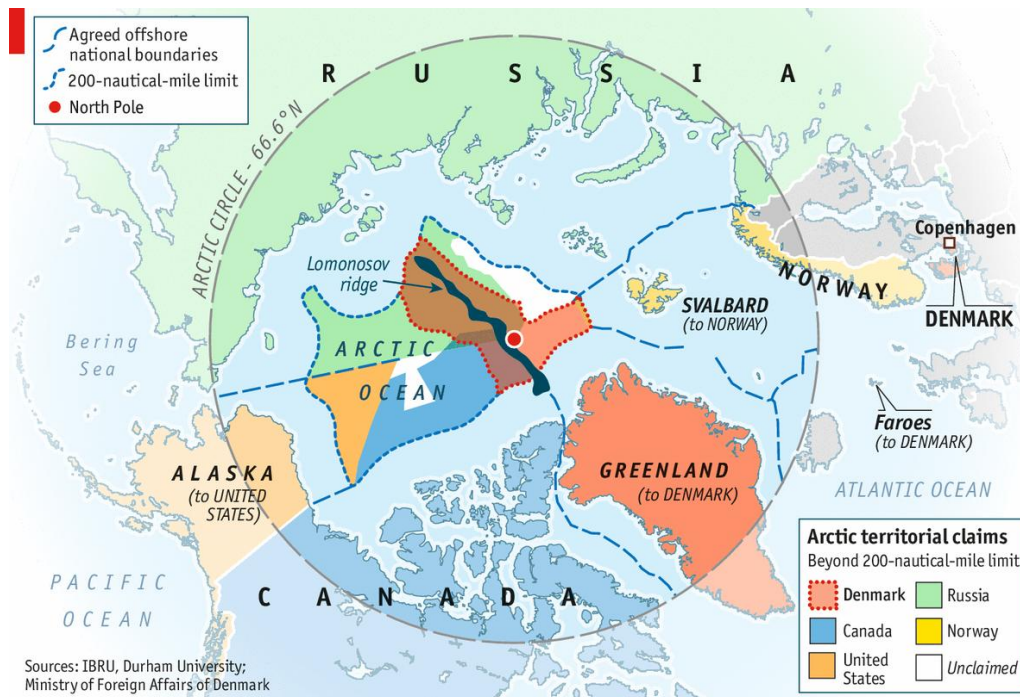 Agreed offshore
national boundaries
200-nautical-mile limit
North Pole
RUSSIA
ARCTIC CIRCLE - 66.6°N
Lomonosov
ridge
Copenhagen
NORWAY
SVALBARD
(to NORWAY)
DENMARK
Bering
Sea
ARCTIC
OCEAN
Faroes
(to DENMARK)
ALASKA
(to UNITED
STATES)
GREENLAND
(to DENMARK)
ATLANTIC OCEAN
PACIFIC
OCEAN
CANADA
Arctic territorial claims
Beyond 200-nautical-mile limit
Denmark
Russia
Canada
Norway
United
States
Unclaimed
Sources: IBRU, Durham University;
Ministry of Foreign Affairs of Denmark